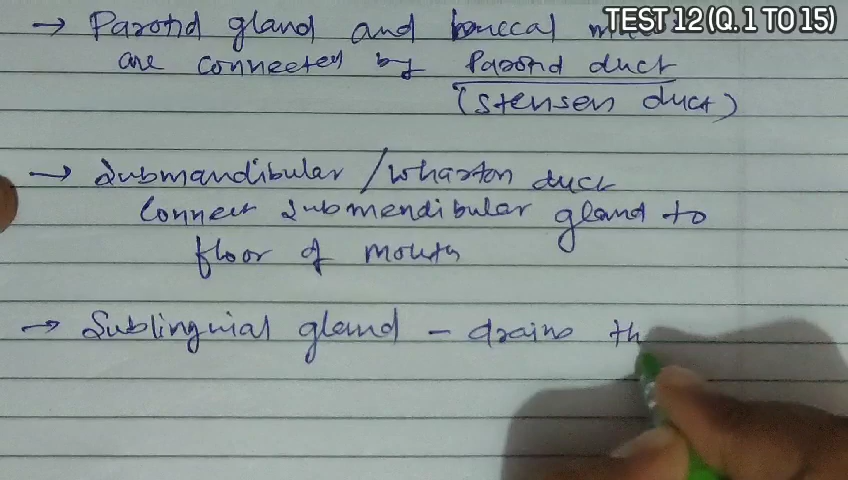 TEST 12 (Q. 1 TO 15)
→ Parotid gland and buccal
are connected by Parotid duct
(Stensen duct)
→ Submandibular / Wharton duct
Connect Submendibular gland to
floor of mouth
→ Sublingual gland - drains th